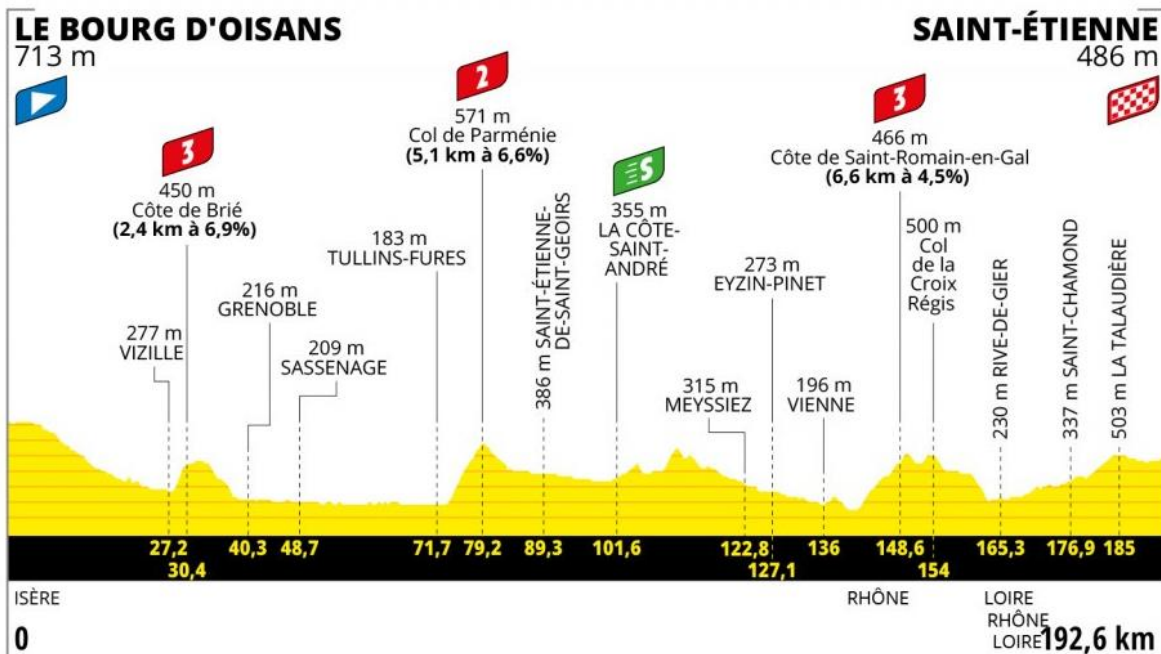 LE BOURG D'OISANS
713 m
SAINT-ÉTIENNE
486 m
3
450 m
Côte de Brié
(2,4 km à 6,9%)
2
571 m
Col de Parménie
(5,1 km à 6,6%)
S
355 m
LA CÔTE-
SAINT-
ANDRÉ
3
466 m
Côte de Saint-Romain-en-Gal
(6,6 km à 4,5%)
277 m
VIZILLE
216 m
GRENOBLE
209 m
SASSENAGE
183 m
TULLINS-FURES
386 m SAINT-ÉTIENNE-
DE-SAINT-GEOIRS
315 m
MEYSSIEZ
273 m
EYZIN-PINET
196 m
VIENNE
500 m
Col
de la
Croix
Régis
230 m RIVE-DE-GIER
337 m SAINT-CHAMOND
503 m LA TALAUDIÈRE
27,2
30,4
40,3
48,7
71,7
79,2
89,3
101,6
122,8
127,1
136
148,6
154
165,3
176,9
185
ISÈRE
RHÔNE
LOIRE
RHÔNE
LOIRE
0
192,6 km